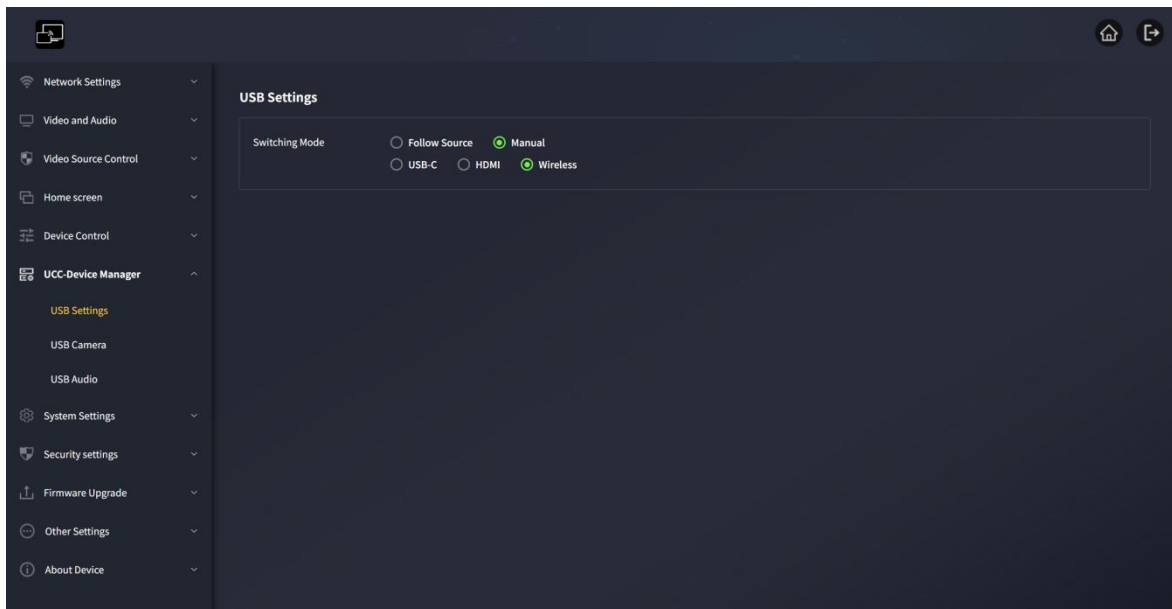 Network Settings
Video and Audio
Video Source Control
Home screen
Device Control
UCC-Device Manager
USB Settings
USB Camera
USB Audio
System Settings
Security settings
Firmware Upgrade
Other Settings
About Device
USB Settings
Switching Mode Follow Source Manual
USB-C HDMI Wireless